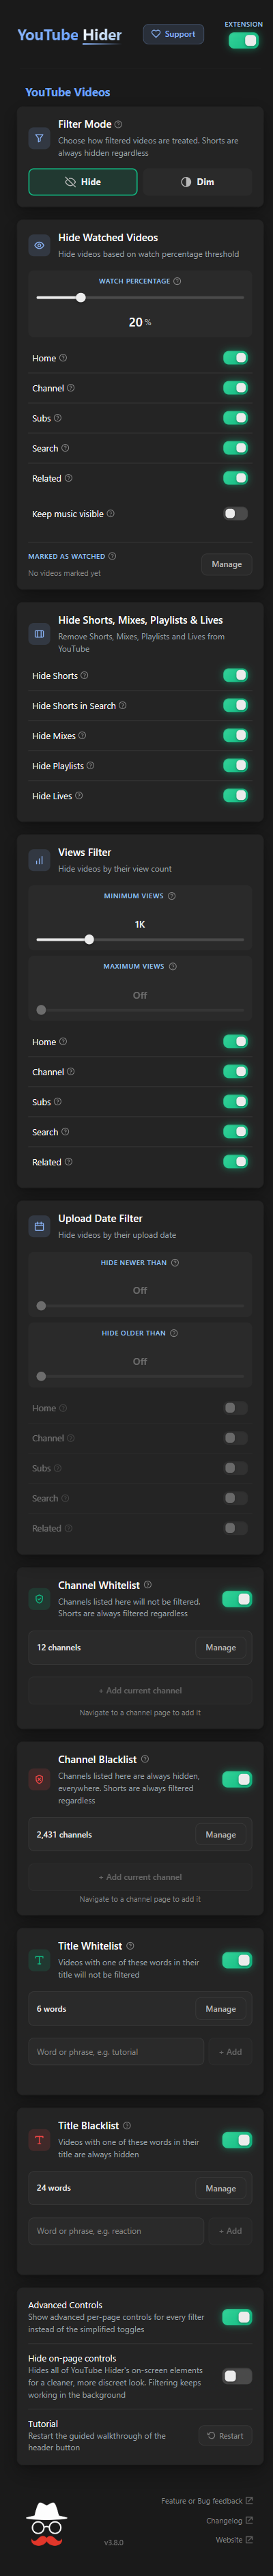 YouTube Hider
Support
EXTENSION
YouTube Videos
Filter Mode
Choose how filtered videos are treated. Shorts are
always hidden regardless
Hide
Dim
Hide Watched Videos
Hide videos based on watch percentage threshold
WATCH PERCENTAGE
20 %
Home
Channel
Subs
Search
Related
Keep music visible
MARKED AS WATCHED
No videos marked yet
Manage
Hide Shorts, Mixes, Playlists & Lives
Remove Shorts, Mixes, Playlists and Lives from
YouTube
Hide Shorts
Hide Shorts in Search
Hide Mixes
Hide Playlists
Hide Lives
Views Filter
Hide videos by their view count
MINIMUM VIEWS
1K
MAXIMUM VIEWS
Off
Home
Channel
Subs
Search
Related
Upload Date Filter
Hide videos by their upload date
HIDE NEWER THAN
Off
HIDE OLDER THAN
Off
Home
Channel
Subs
Search
Related
Channel Whitelist
Channels listed here will not be filtered.
Shorts are always filtered regardless
12 channels
Manage
+ Add current channel
Navigate to a channel page to add it
Channel Blacklist
Channels listed here are always hidden,
everywhere. Shorts are always filtered
regardless
2,431 channels
Manage
+ Add current channel
Navigate to a channel page to add it
Title Whitelist
Videos with one of these words in their
title will not be filtered
6 words
Manage
Word or phrase, e.g. tutorial
+ Add
Title Blacklist
Videos with one of these words in their
title are always hidden
24 words
Manage
Word or phrase, e.g. reaction
+ Add
Advanced Controls
Show advanced per-page controls for every filter
instead of the simplified toggles
Hide on-page controls
Hides all of YouTube Hider's on-screen elements
for a cleaner, more discreet look. Filtering keeps
working in the background
Tutorial
Restart the guided walkthrough of the
header button
Restart
Feature or Bug feedback
Changelog
v3.8.0
Website